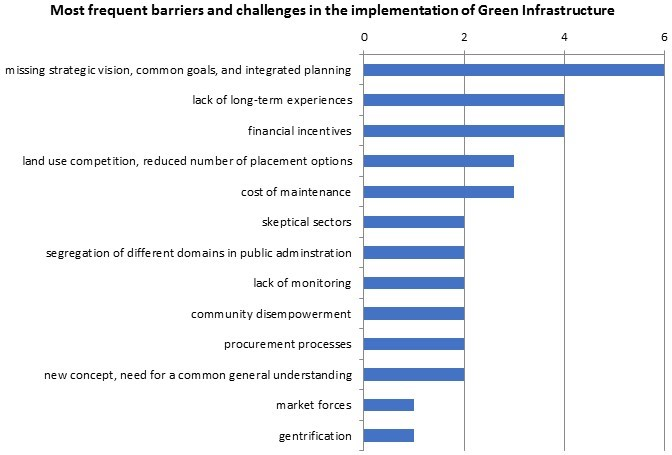 Most frequent barriers and challenges in the implementation of Green Infrastructure
0 2 4 6
missing strategic vision, common goals, and integrated planning
lack of long-term experiences
financial incentives
land use competition, reduced number of placement options
cost of maintenance
skeptical sectors
segregation of different domains in public adminstration
lack of monitoring
community disempowerment
procurement processes
new concept, need for a common general understanding
market forces
gentrification